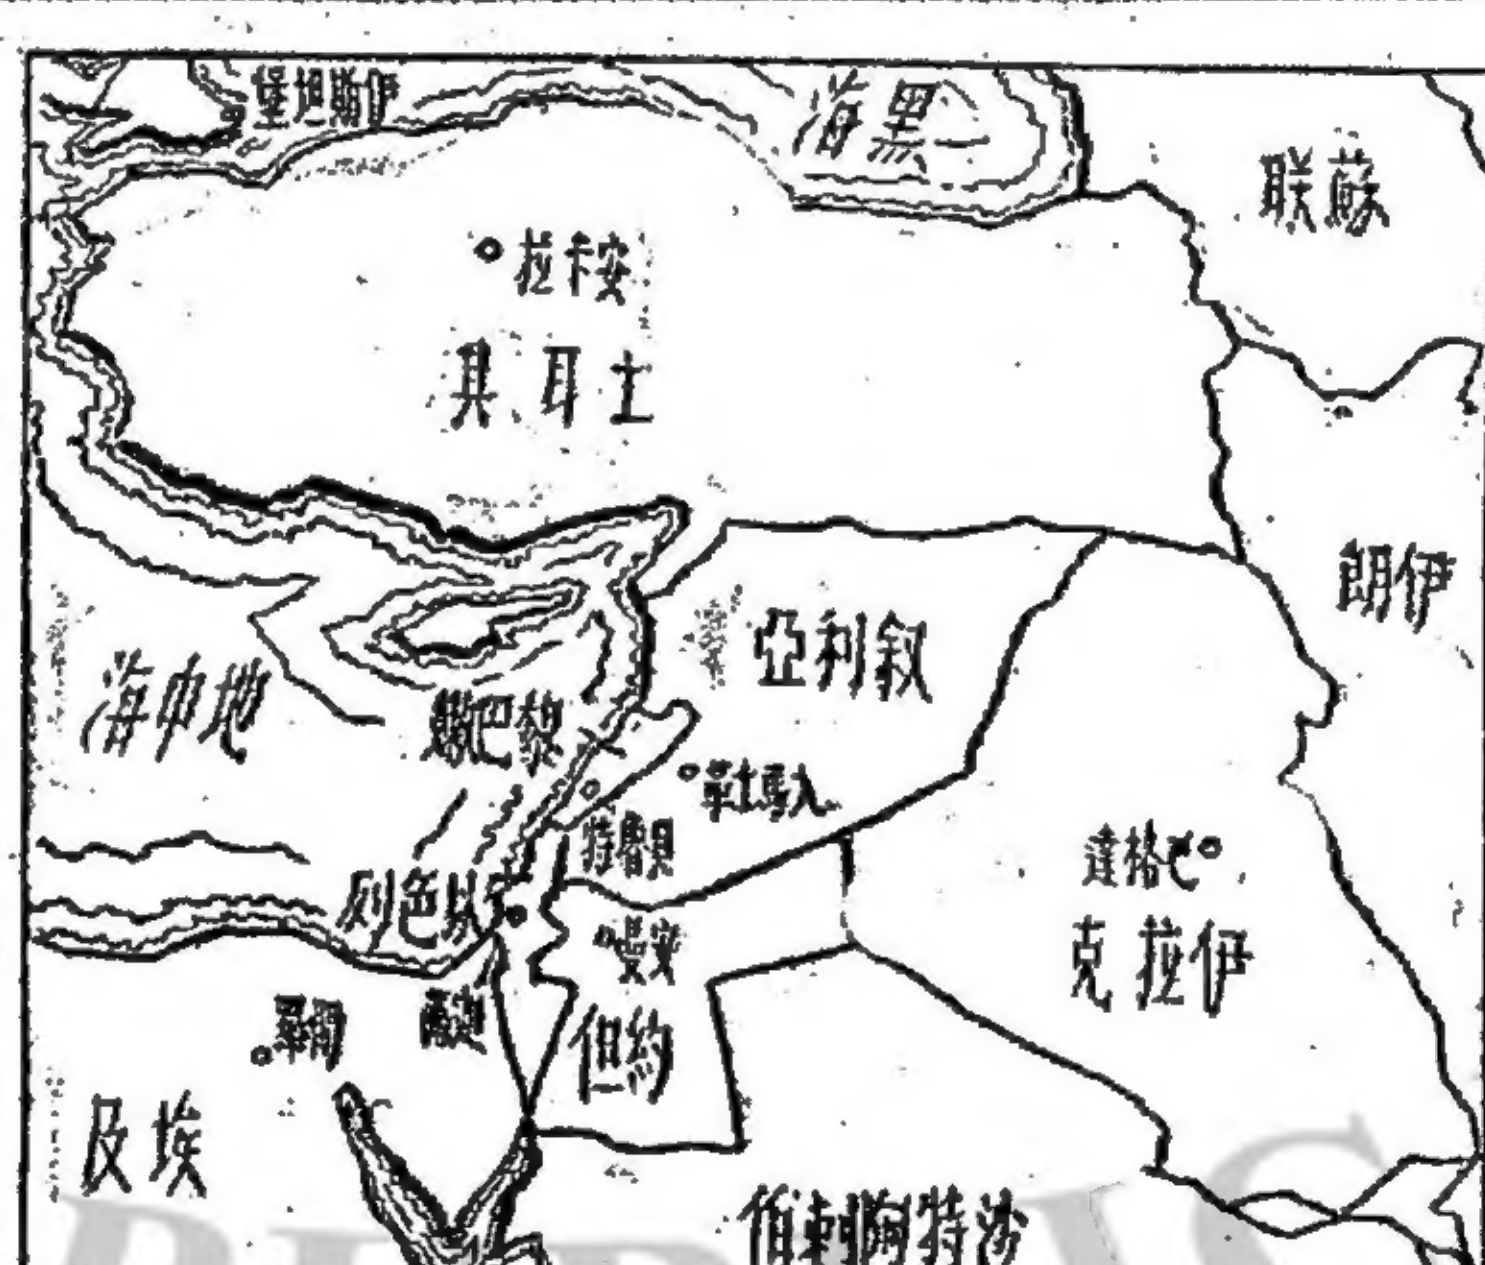 伊斯坦堡
黑海
蘇联
安卡拉
土耳其
伊朗
叙利亞
地中海
黎巴嫩
大馬士革
貝魯特
巴格達
以色列
安曼
伊拉克
開羅
約但
埃及
沙特阿剌伯